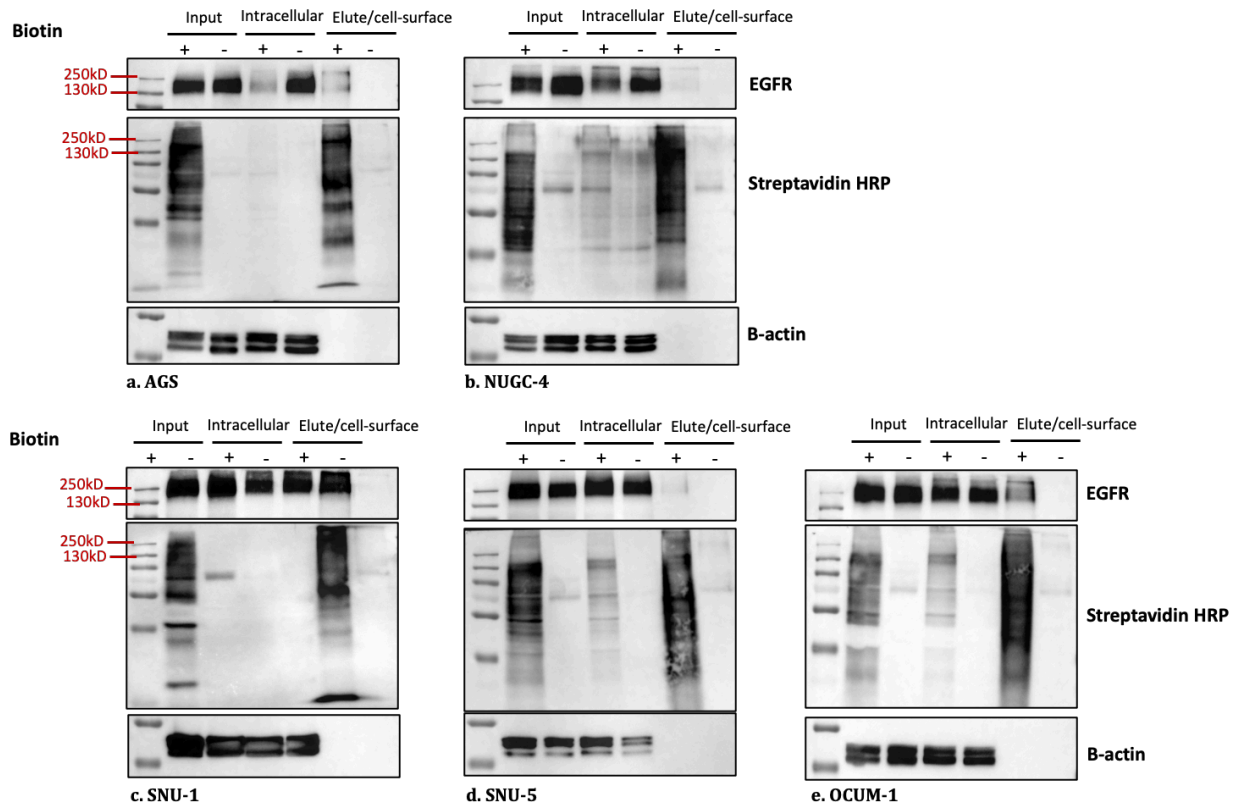 Input Intracellular Elute/cell-surface Input Intracellular Elute/cell-surface
Biotin
+ - + - + - + - + - + -
250kD
130kD
EGFR
250kD
130kD
Streptavidin HRP
B-actin
a. AGS b. NUGC-4
Input Intracellular Elute/cell-surface Input Intracellular Elute/cell-surface Input Intracellular Elute/cell-surface
Biotin
+ - + - + - + - + - + - + - + - + -
250kD
130kD
EGFR
250kD
130kD
Streptavidin HRP
B-actin
c. SNU-1 d. SNU-5 e. OCUM-1